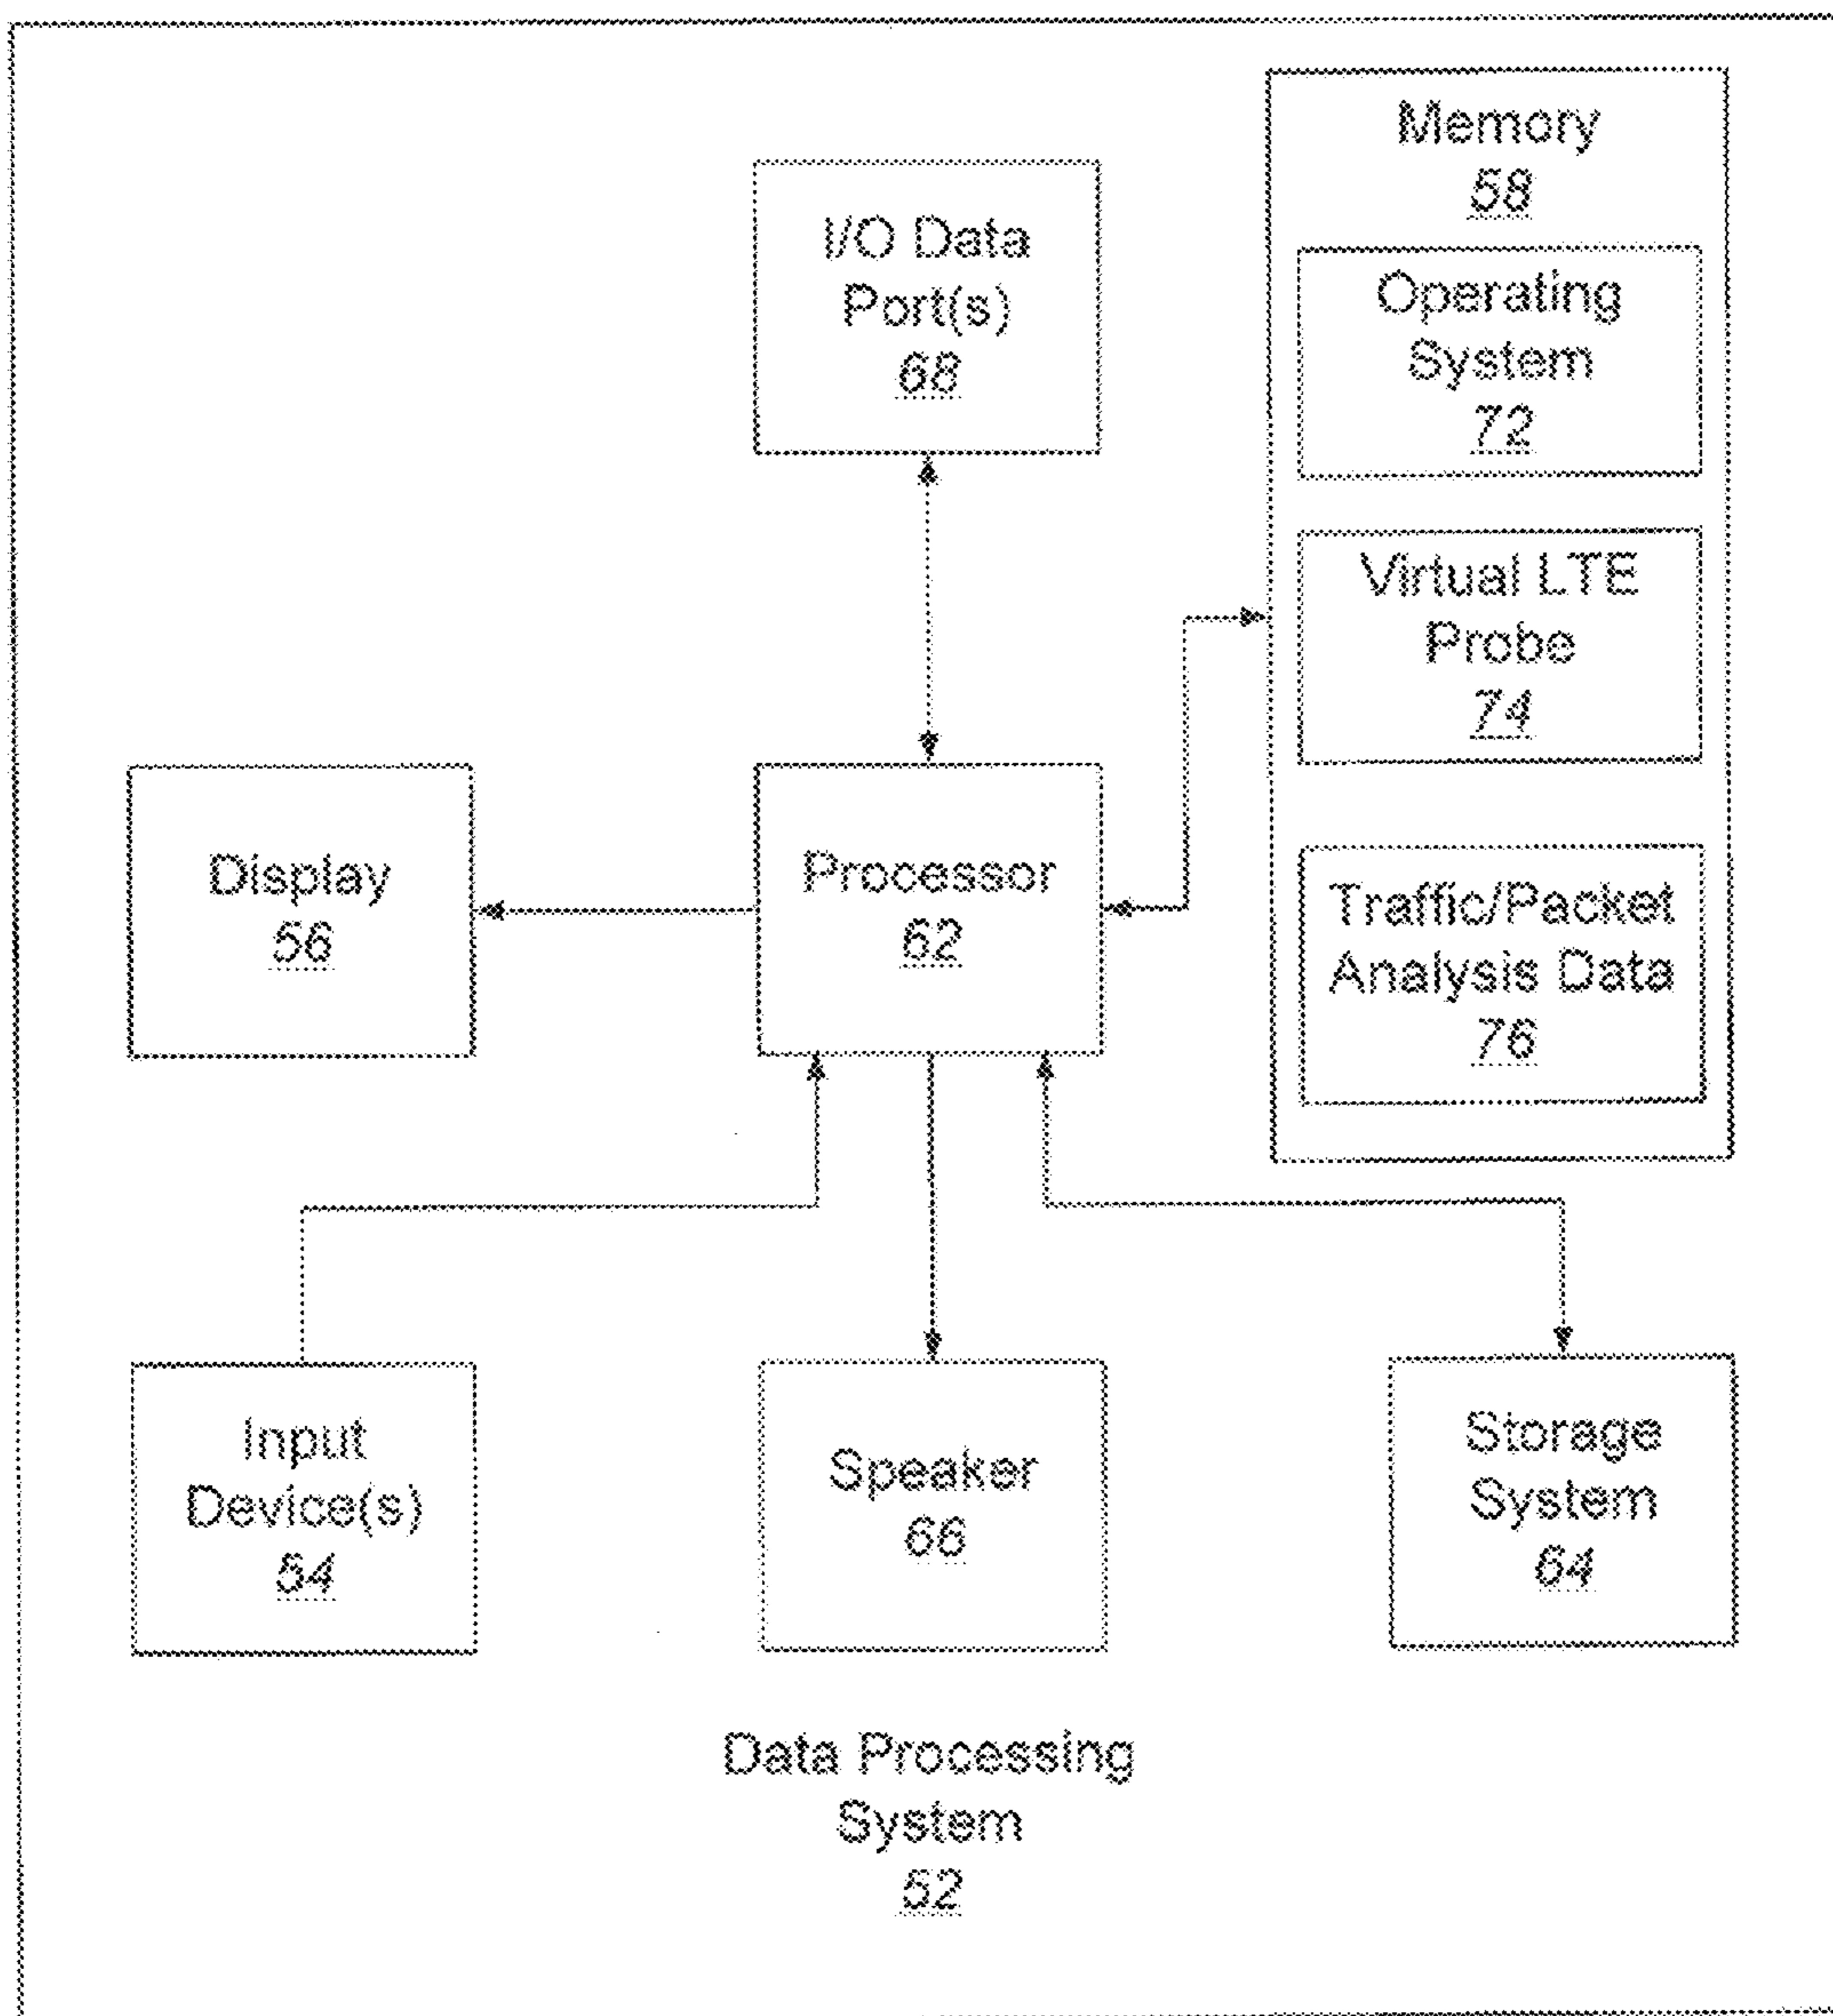 Memory
58
I/O Data
Port(s)
68
Operating
System
72
Virtual LTE
Probe
74
Traffic/Packet
Analysis Data
76
Display
56
Processor
62
Input
Device(s)
54
Speaker
66
Storage
System
64
Data Processing
System
52